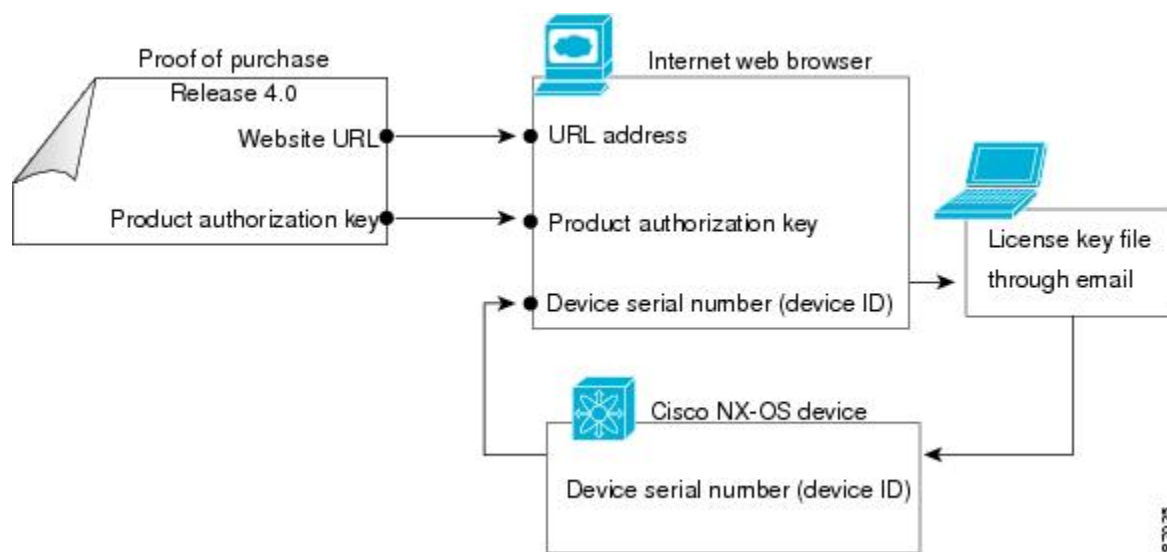 Proof of purchase
Release 4.0
Website URL
Product authorization key
Internet web browser
URL address
Product authorization key
Device serial number (device ID)
License key file
through email
Cisco NX-OS device
Device serial number (device ID)